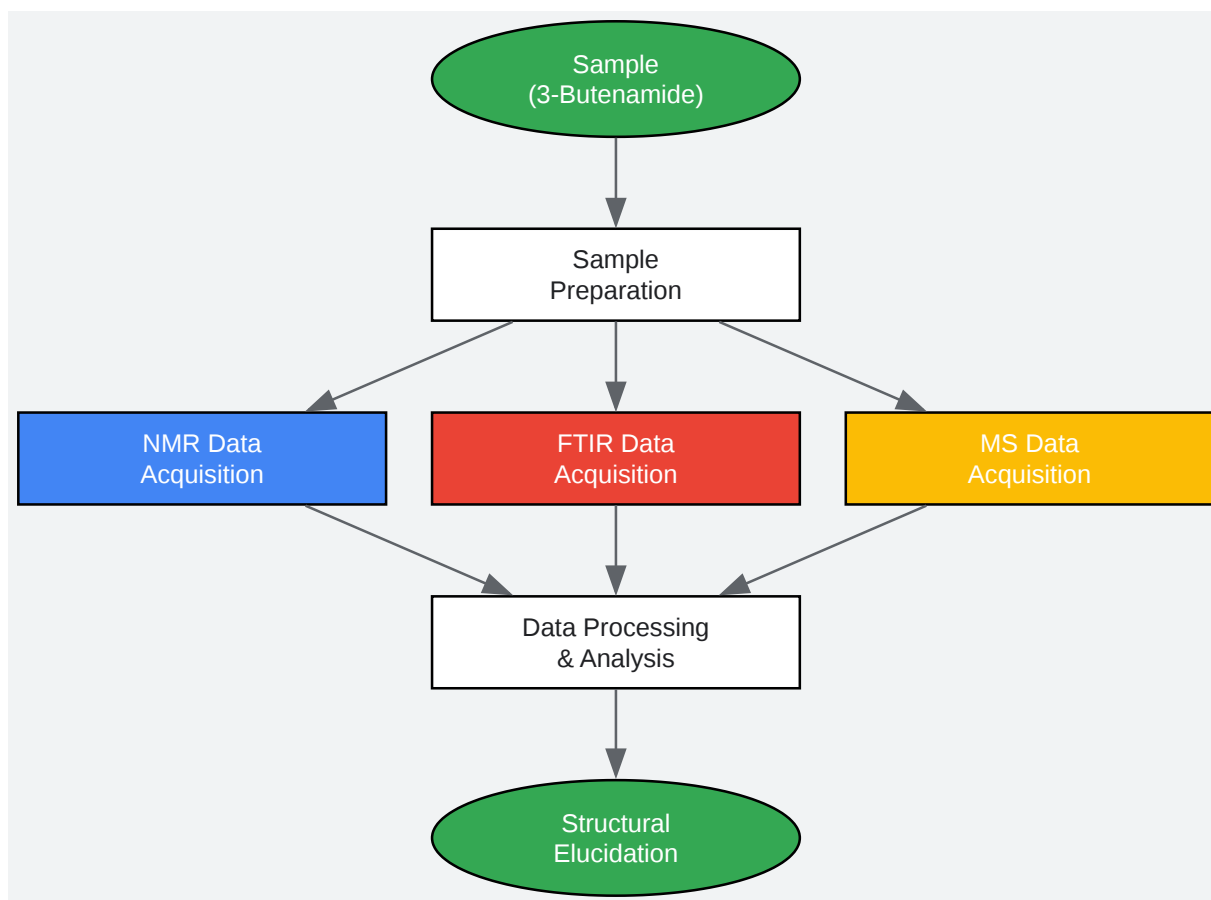 Sample
(3-Butenamide)
Sample
Preparation
NMR Data
Acquisition
FTIR Data
Acquisition
MS Data
Acquisition
Data Processing
& Analysis
Structural
Elucidation